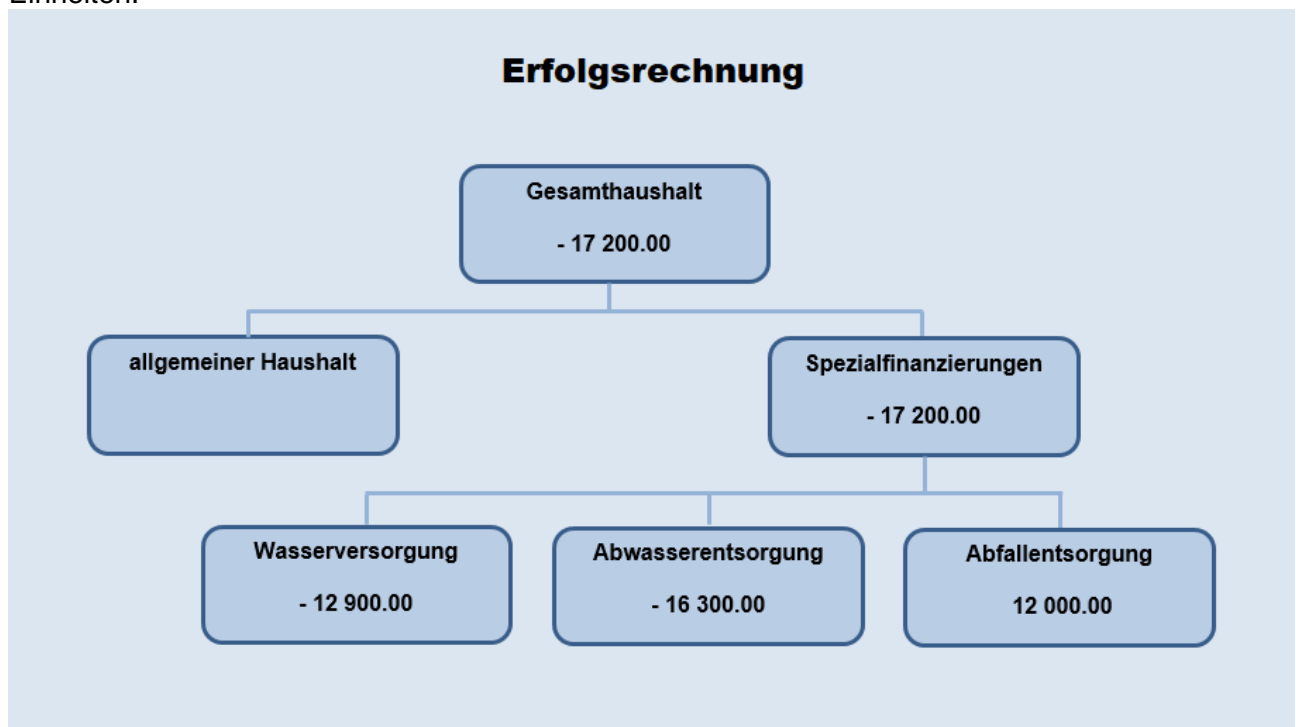 Einheiten.
Erfolgsrechnung
Gesamthaushalt
- 17 200.00
allgemeiner Haushalt
Spezialfinanzierungen
- 17 200.00
Wasserversorgung
- 12 900.00
Abwasserentsorgung
- 16 300.00
Abfallentsorgung
12 000.00